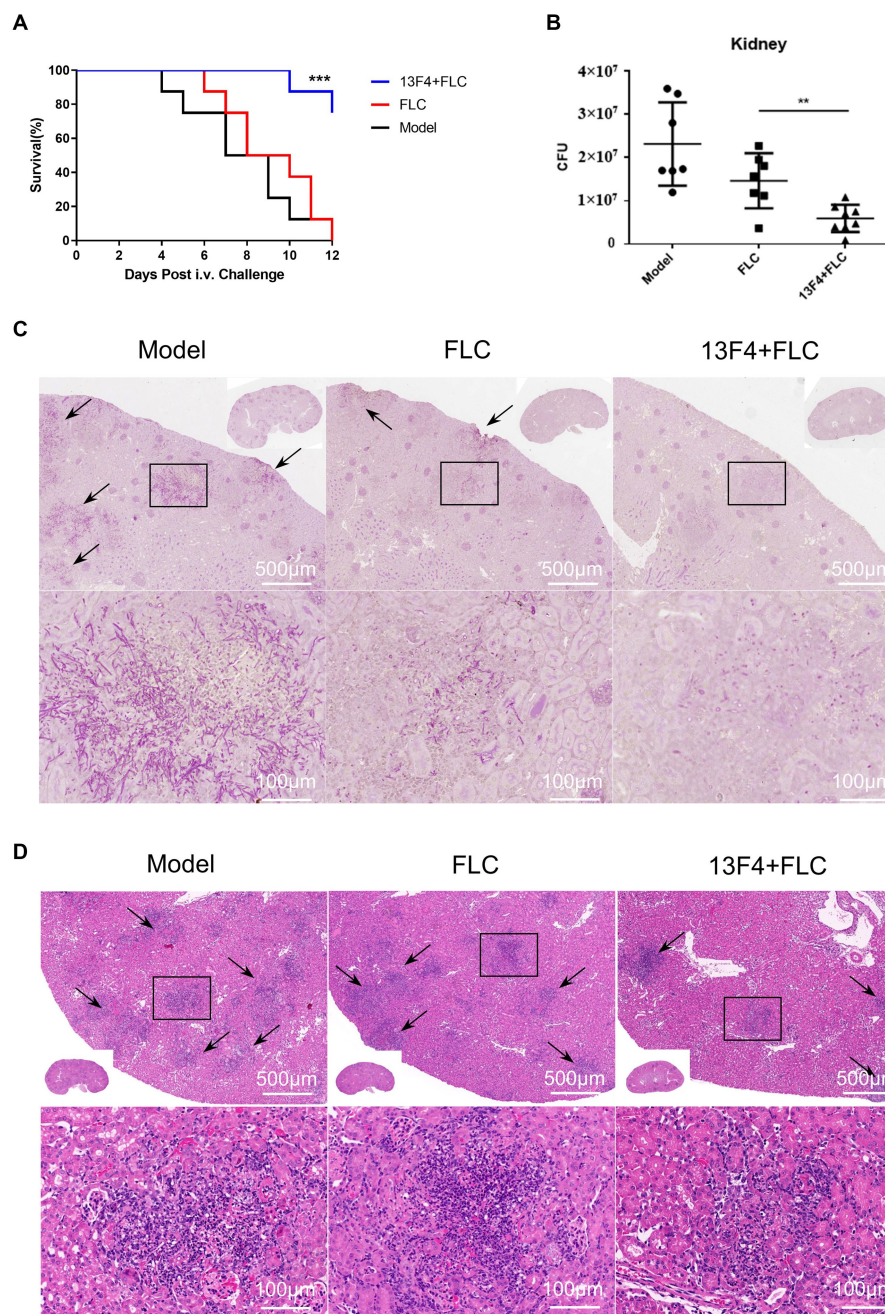 A
100
80
60
40
20
0
Survival(%)
0 2 4 6 8 10 12
Days Post i.v. Challenge
***
13F4+FLC
FLC
Model
B
Kidney
4×10⁷
3×10⁷
2×10⁷
1×10⁷
0
CFU
**
Model
FLC
13F4+FLC
C
Model FLC 13F4+FLC
500μm 500μm 500μm
100μm 100μm 100μm
D
Model FLC 13F4+FLC
500μm 500μm 500μm
100μm 100μm 100μm